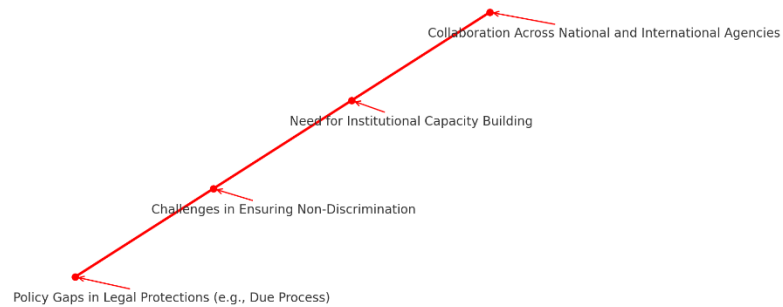 Collaboration Across National and International Agencies
Need for Institutional Capacity Building
Challenges in Ensuring Non-Discrimination
Policy Gaps in Legal Protections (e.g., Due Process)